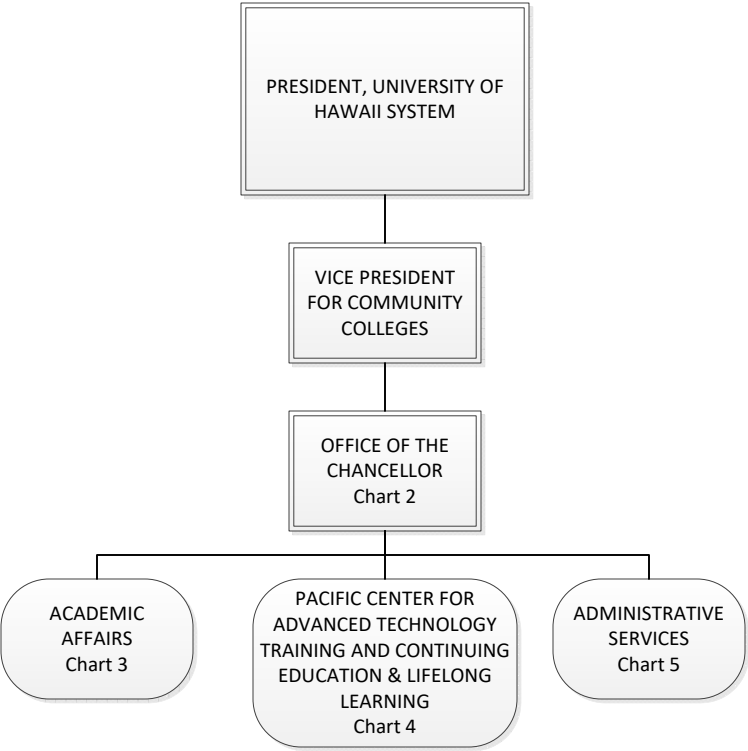 PRESIDENT, UNIVERSITY OF
HAWAII SYSTEM
VICE PRESIDENT
FOR COMMUNITY
COLLEGES
OFFICE OF THE
CHANCELLOR
Chart 2
ACADEMIC
AFFAIRS
Chart 3
PACIFIC CENTER FOR
ADVANCED TECHNOLOGY
TRAINING AND CONTINUING
EDUCATION & LIFELONG
LEARNING
Chart 4
ADMINISTRATIVE
SERVICES
Chart 5